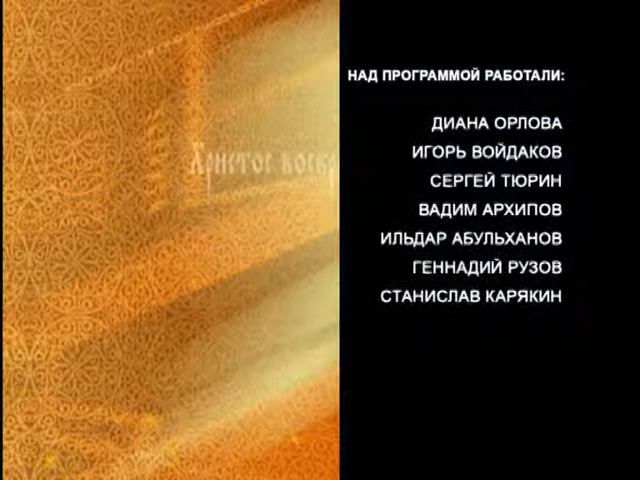 НАД ПРОГРАММОЙ РАБОТАЛИ:
ДИАНА ОРЛОВА
ИГОРЬ ВОЙДАКОВ
СЕРГЕЙ ТЮРИН
ВАДИМ АРХИПОВ
ИЛЬДАР АБУЛЬХАНОВ
ГЕННАДИЙ РУЗОВ
СТАНИСЛАВ КАРЯКИН
Христос воскр